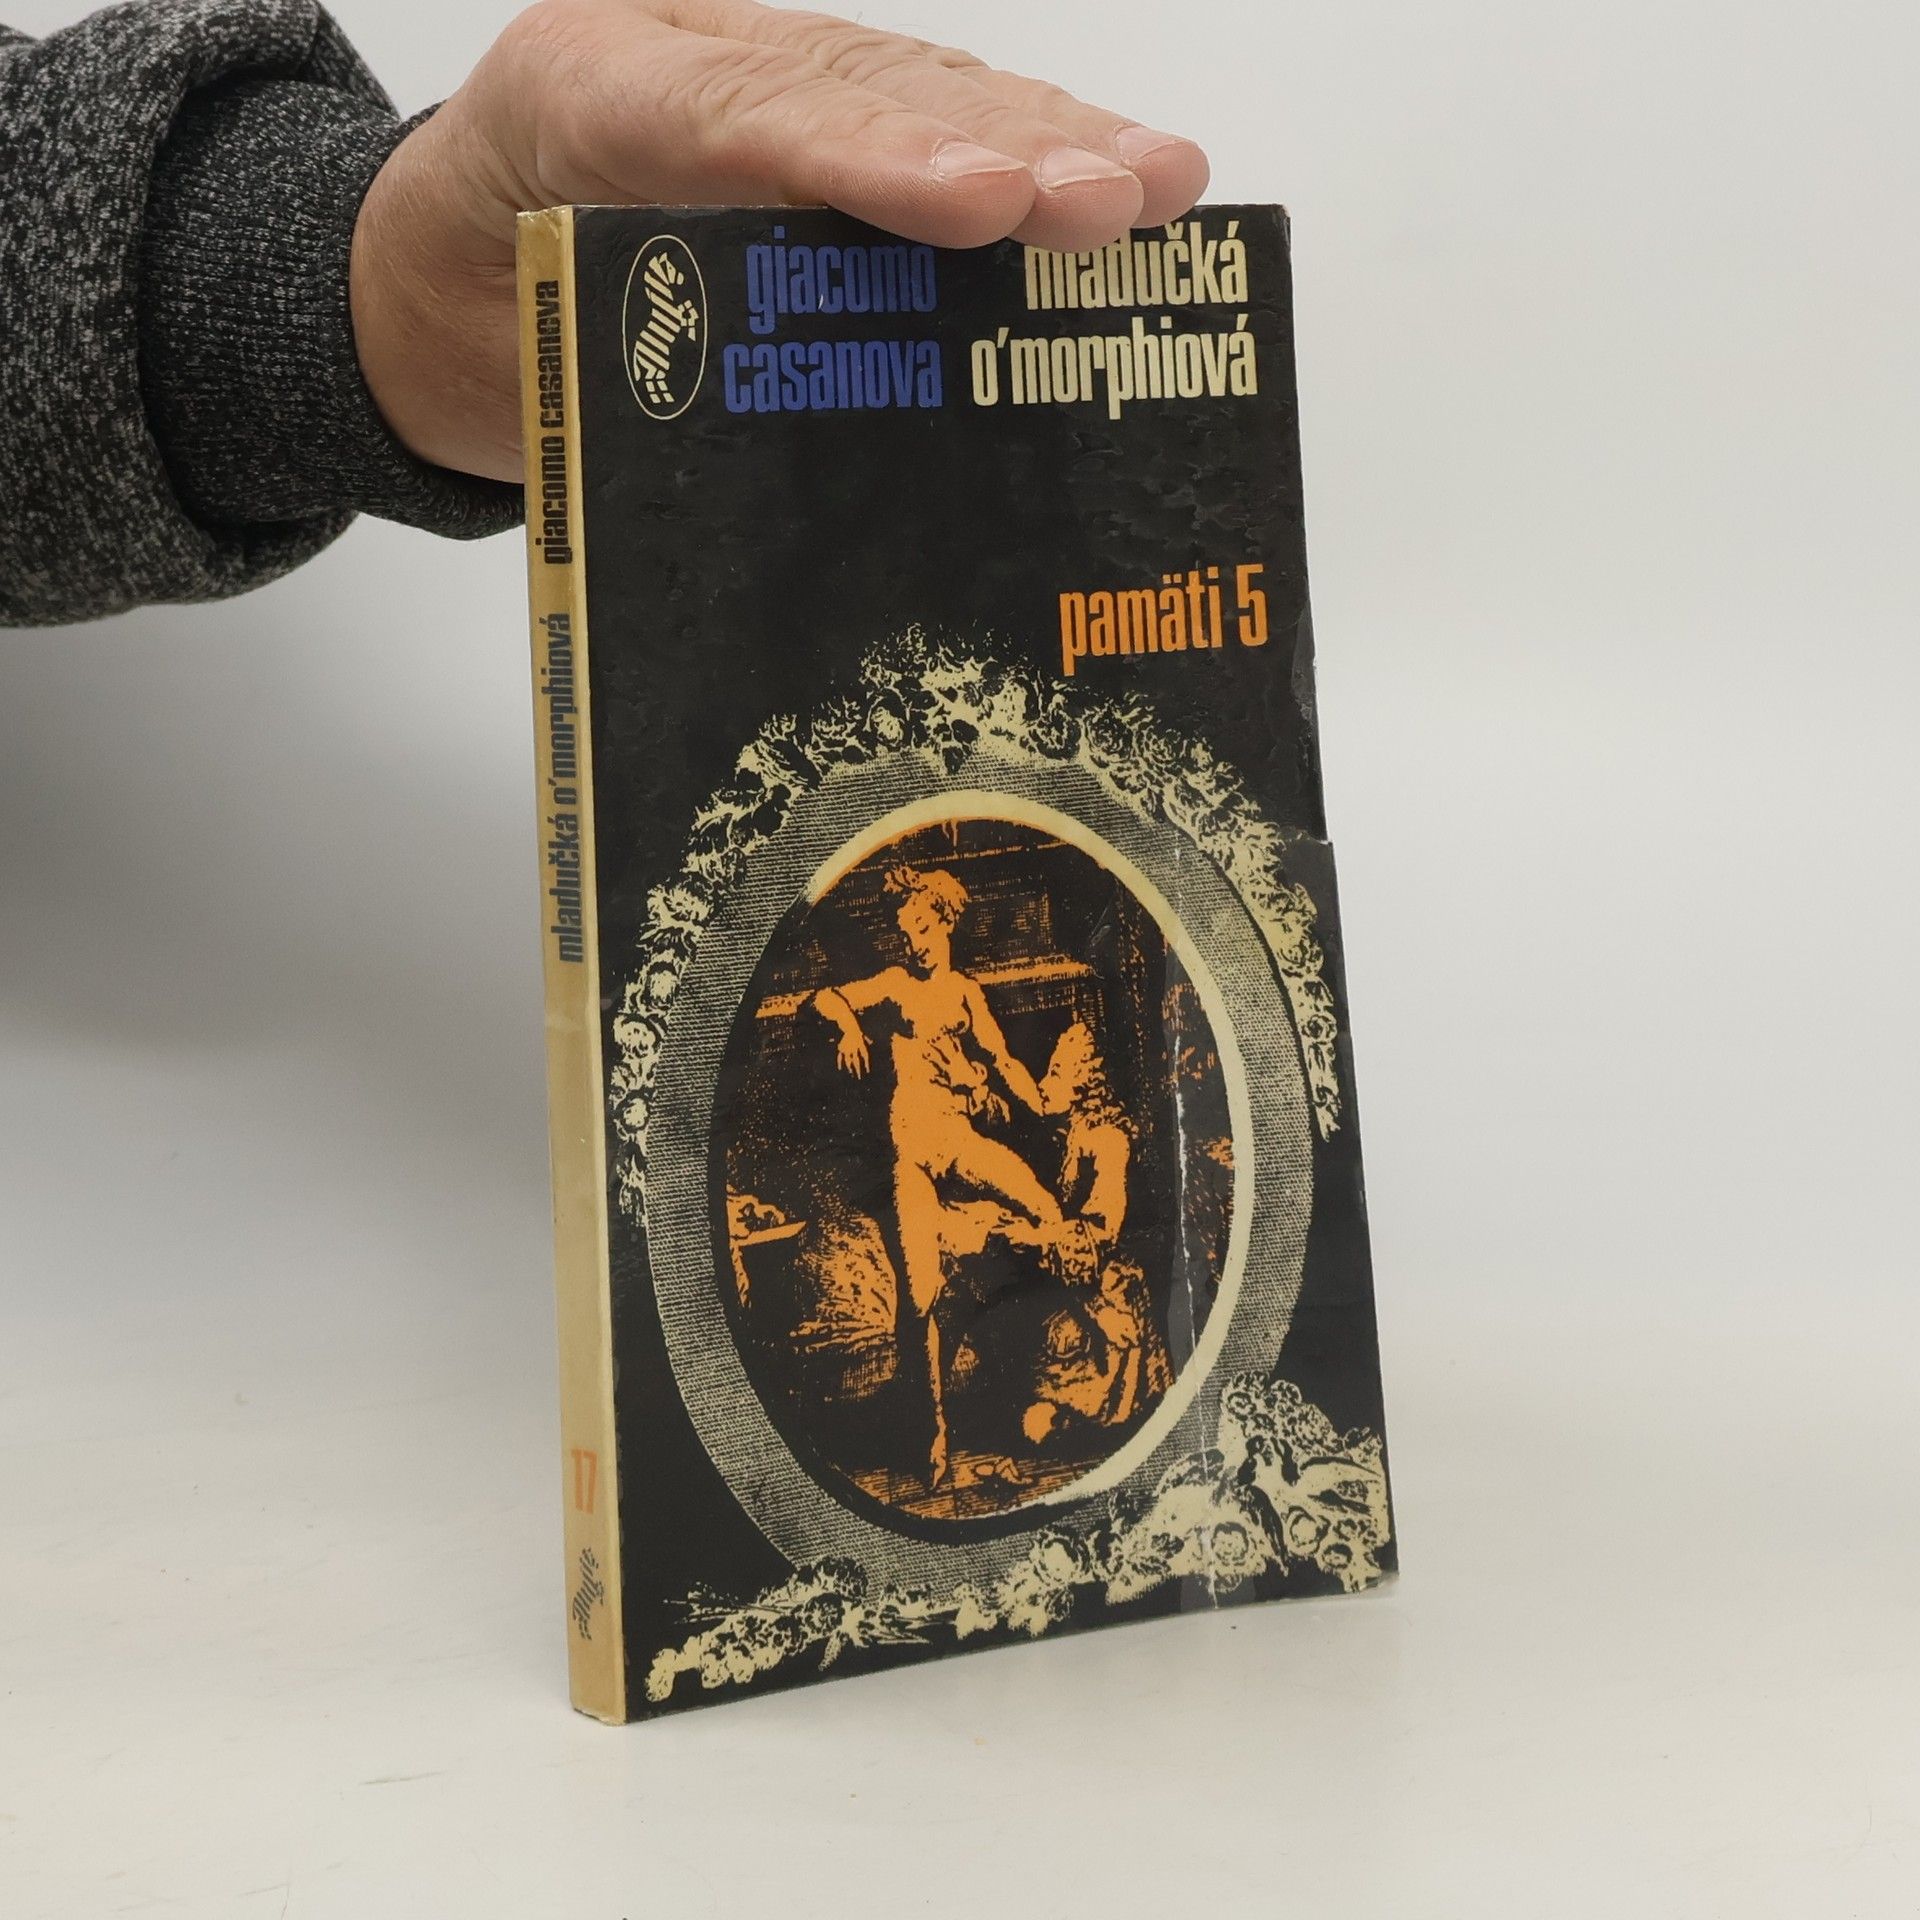 giacomo
casanova
mladučká
o'morphiová
pamäti 5
giacomo casanova
mladučká o'morphiová
17